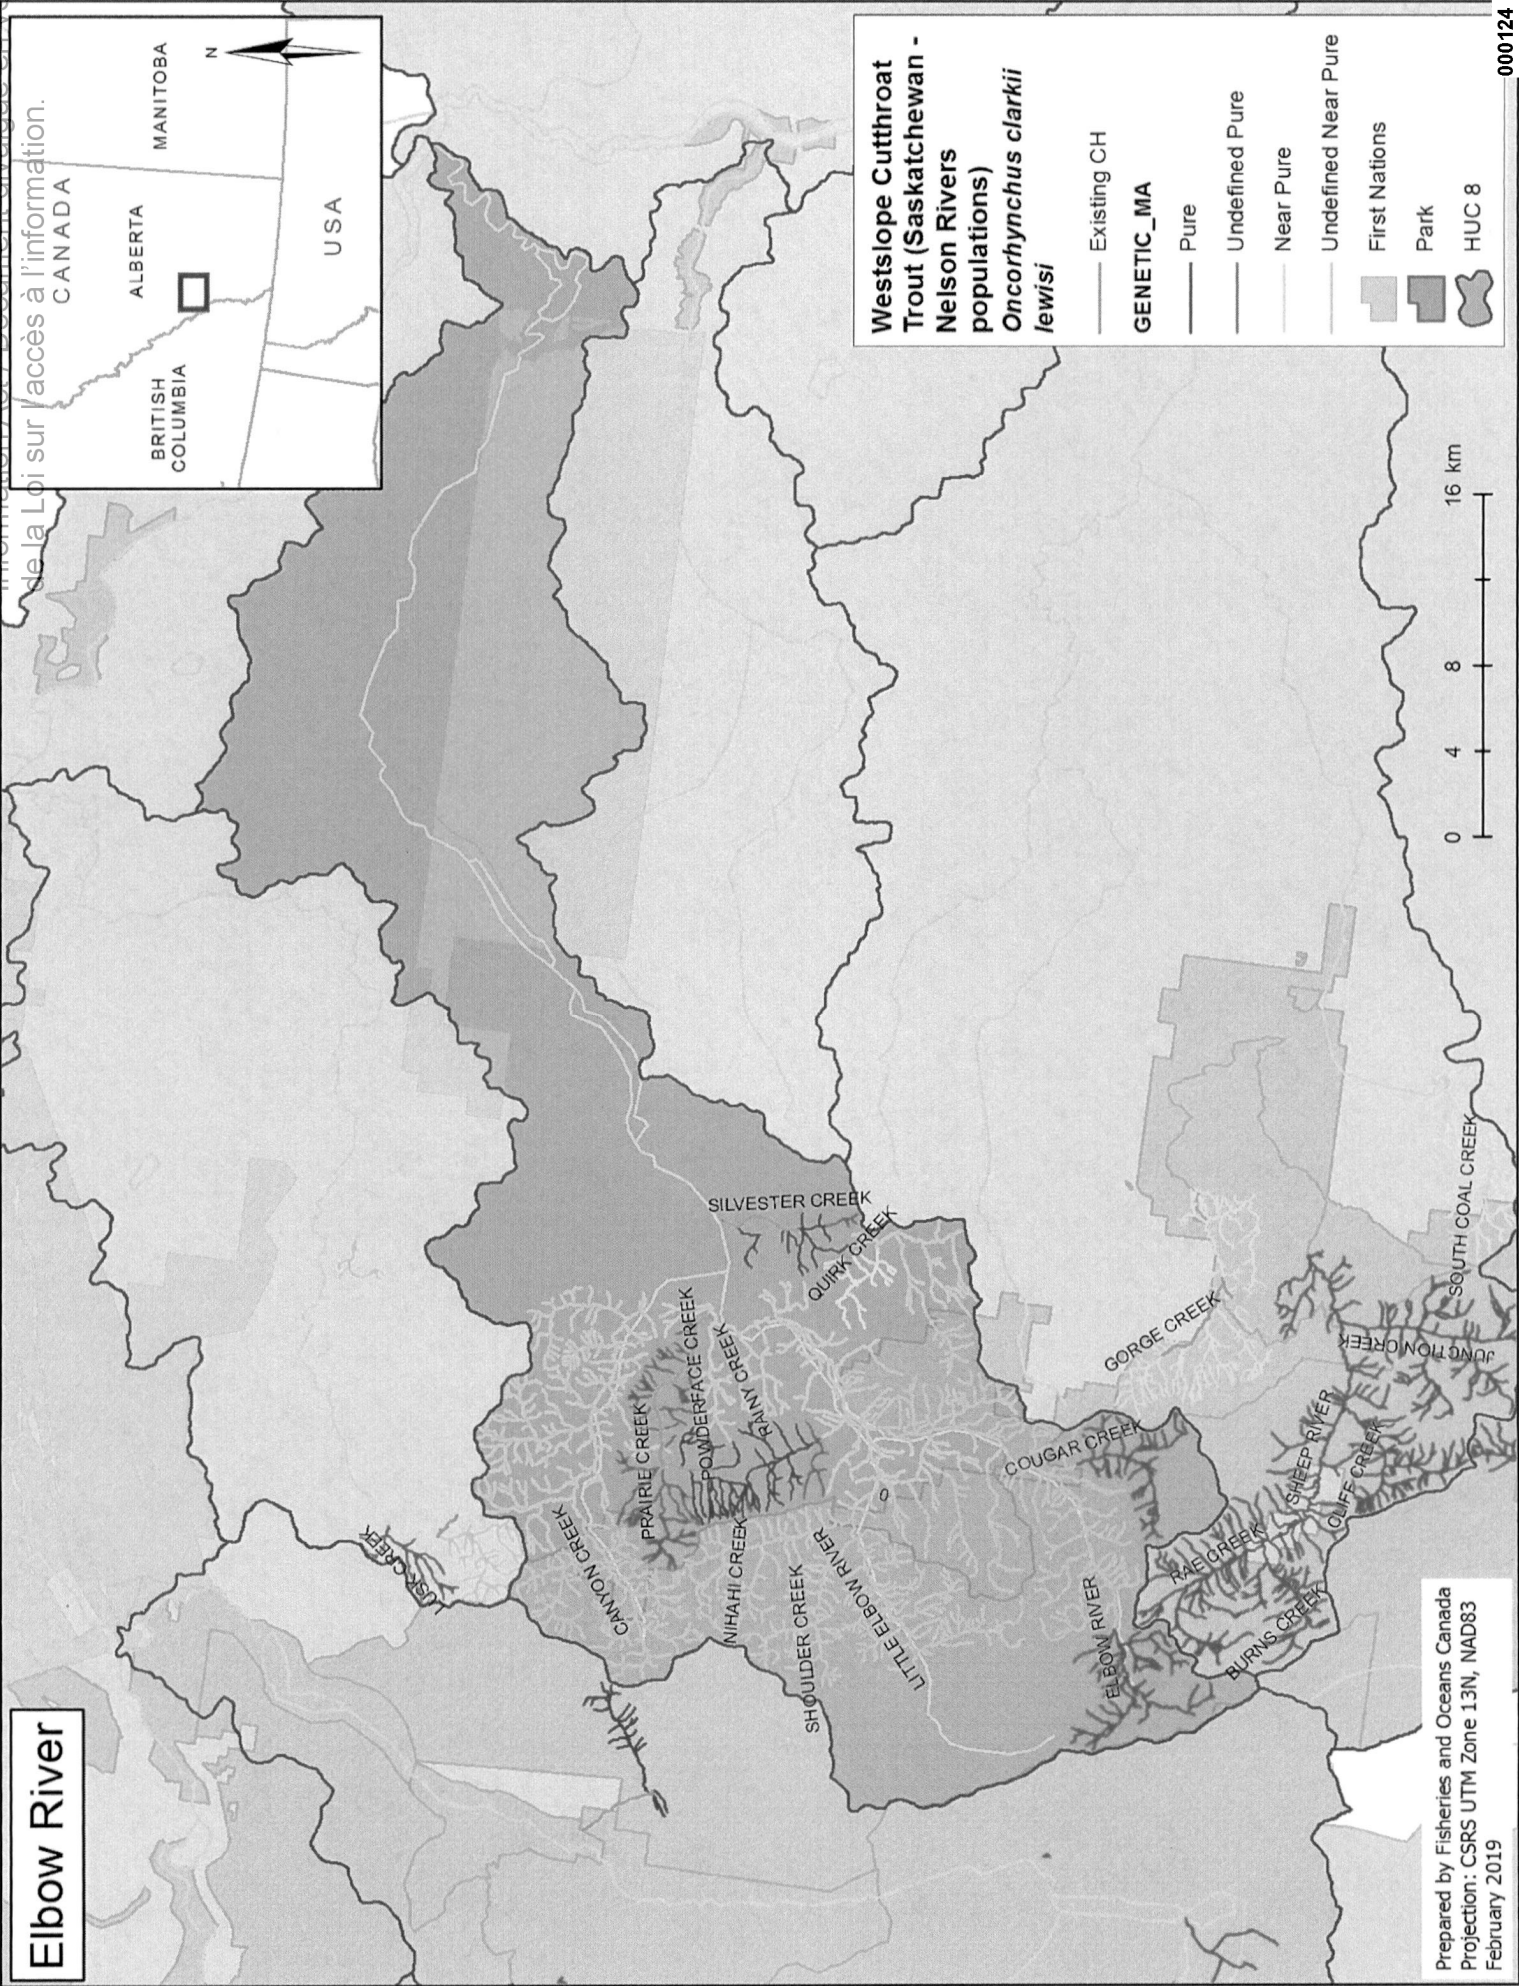 Elbow River
de la Loi sur l'accès à l'information.
CANADA
MANITOBA
ALBERTA
BRITISH
COLUMBIA
USA
N
Westslope Cutthroat
Trout (Saskatchewan -
Nelson Rivers
populations)
Oncorhynchus clarkii
lewisi
Existing CH
GENETIC_MA
Pure
Undefined Pure
Near Pure
Undefined Near Pure
First Nations
Park
HUC 8
0 4 8 16 km
LUSK CREEK
CANYON CREEK
PRAIRIE CREEK
POWDERFACE CREEK
RAINY CREEK
NIHAHI CREEK
SHOULDER CREEK
LITTLE ELBOW RIVER
0
SILVESTER CREEK
QUIRK CREEK
COUGAR CREEK
ELBOW RIVER
RAE CREEK
BURNS CREEK
GORGE CREEK
SHEEP RIVER
CLIFF CREEK
JUNCTION CREEK
SOUTH COAL CREEK
Prepared by Fisheries and Oceans Canada
Projection: CSRS UTM Zone 13N, NAD83
February 2019
000124